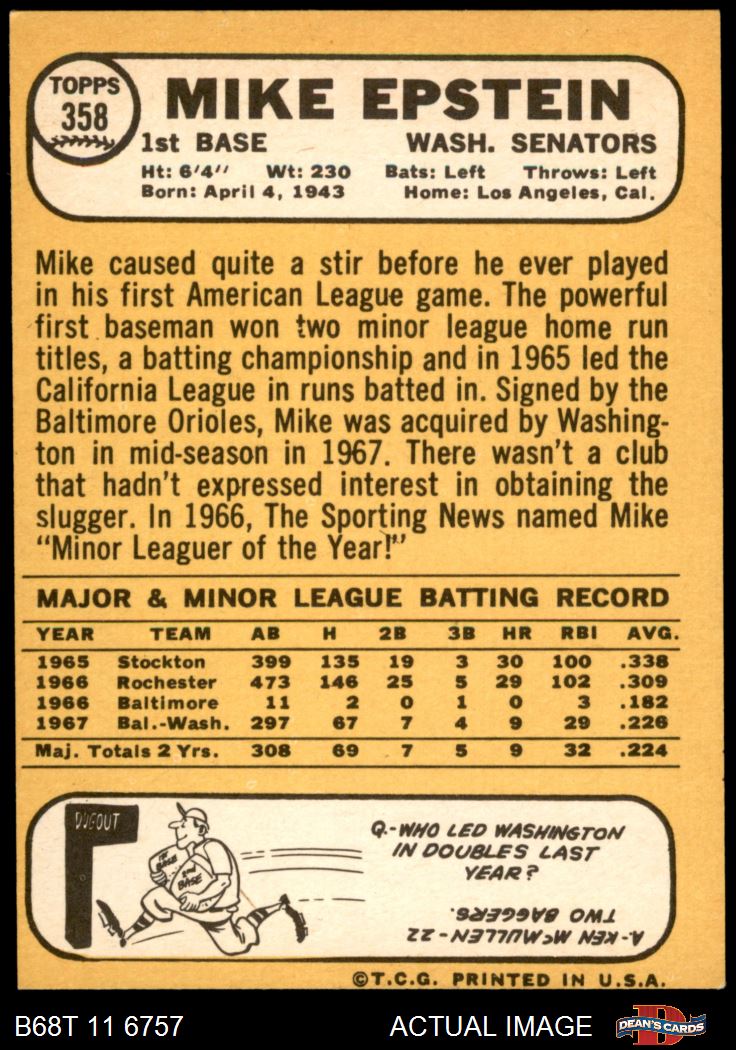 TOPPS
358
MIKE EPSTEIN
1st BASE WASH. SENATORS
Ht: 6'4" Wt: 230 Bats: Left Throws: Left
Born: April 4, 1943 Home: Los Angeles, Cal.
Mike caused quite a stir before he ever played
in his first American League game. The powerful
first baseman won two minor league home run
titles, a batting championship and in 1965 led the
California League in runs batted in. Signed by the
Baltimore Orioles, Mike was acquired by Washing-
ton in mid-season in 1967. There wasn't a club
that hadn't expressed interest in obtaining the
slugger. In 1966, The Sporting News named Mike
"Minor Leaguer of the Year!"
MAJOR & MINOR LEAGUE BATTING RECORD
YEAR TEAM AB H 2B 3B HR RBI AVG.
1965 Stockton 399 135 19 3 30 100 .338
1966 Rochester 473 146 25 5 29 102 .309
1966 Baltimore 11 2 0 1 0 3 .182
1967 Bal.-Wash. 297 67 7 4 9 29 .226
Maj. Totals 2 Yrs. 308 69 7 5 9 32 .224
DUGOUT
1st BASE
2nd BASE
Q.-WHO LED WASHINGTON
IN DOUBLES LAST
YEAR?
A.-KEN McMULLEN-22
TWO BAGGERS.
©T.C.G. PRINTED IN U.S.A.
B68T 11 6757 ACTUAL IMAGE D DEAN'S CARDS